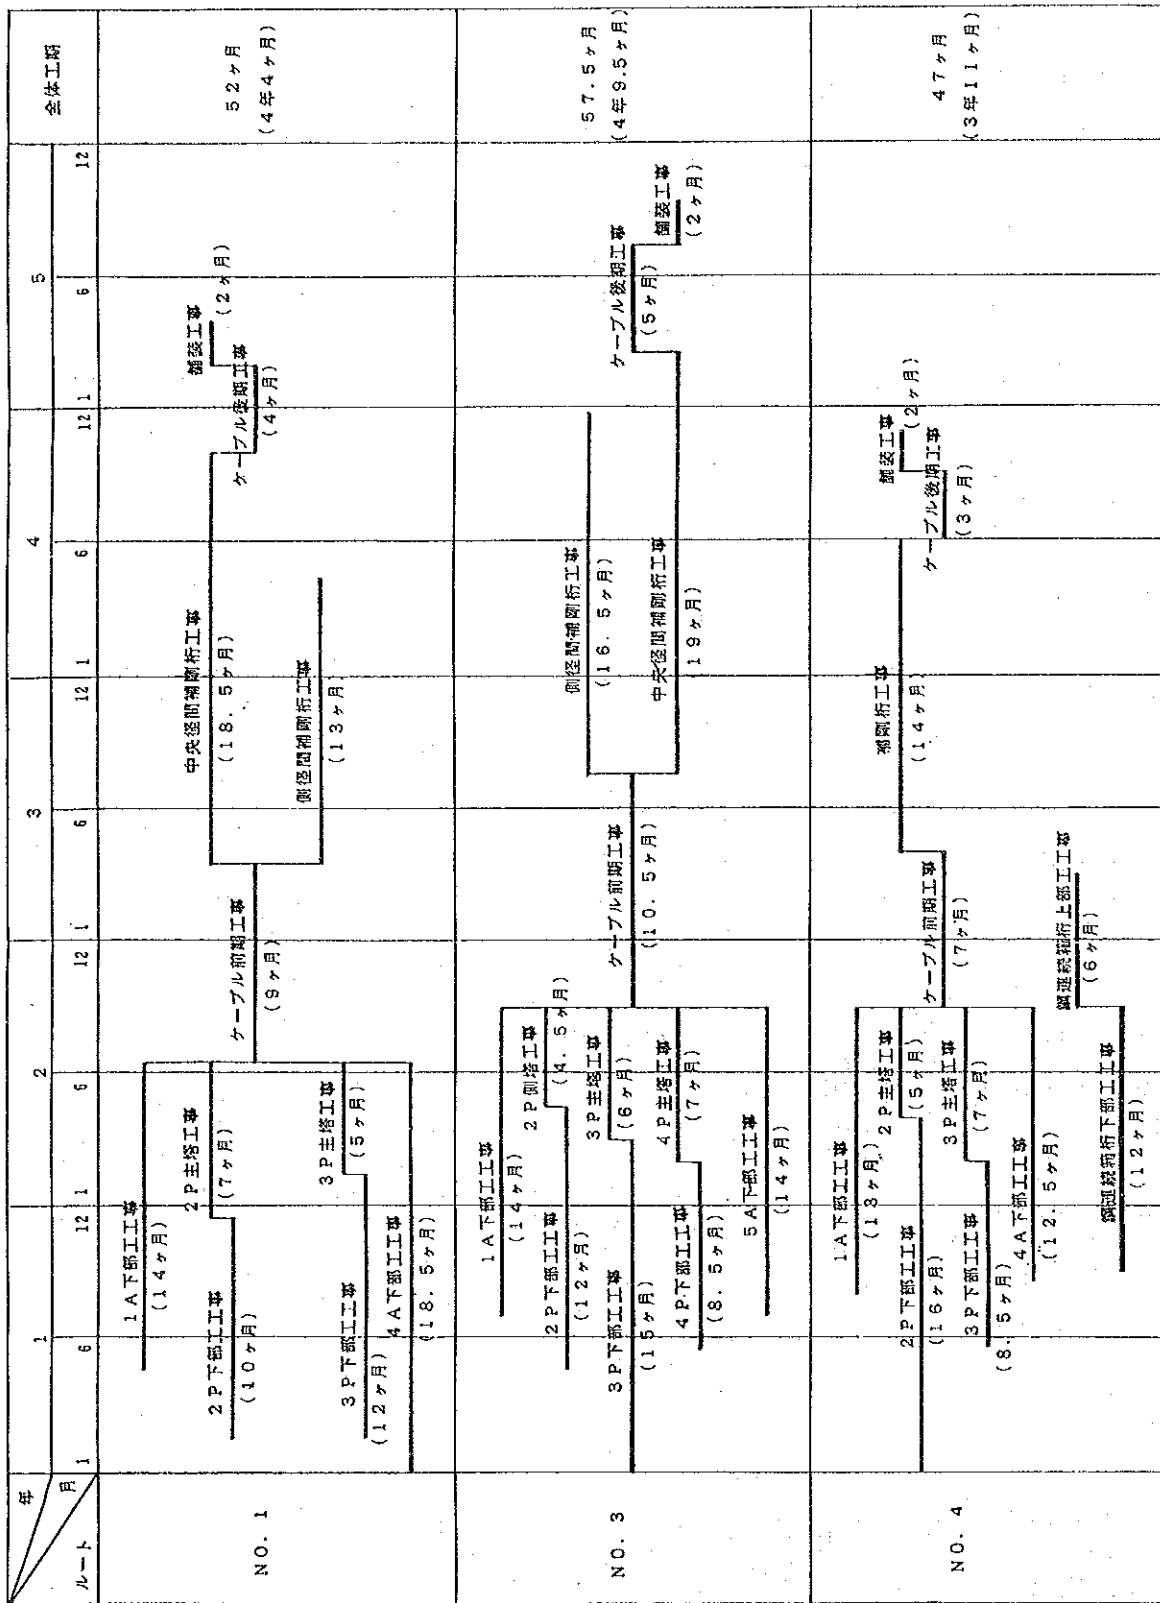 年
月
ルート
1
2
3
4
5
1
6
12
1
6
12
1
6
12
1
6
12
1
6
12
全体工期
NO. 1
1A下部工工事
(14ヶ月)
2P下部工工事
(10ヶ月)
2P主塔工事
(7ヶ月)
3P下部工工事
(12ヶ月)
3P主塔工事
(5ヶ月)
4A下部工工事
(18.5ヶ月)
ケーブル前期工事
(9ヶ月)
中央径間補剛桁工事
(18.5ヶ月)
側径間補剛桁工事
(13ヶ月)
ケーブル後期工事
(4ヶ月)
舗装工事
(2ヶ月)
52ヶ月
(4年4ヶ月)
NO. 3
1A下部工工事
(14ヶ月)
2P下部工工事
(12ヶ月)
2P側塔工事
(4.5ヶ月)
3P下部工工事
(15ヶ月)
3P主塔工事
(6ヶ月)
4P下部工工事
(8.5ヶ月)
4P主塔工事
(7ヶ月)
5A下部工工事
(14ヶ月)
ケーブル前期工事
(10.5ヶ月)
側径間補剛桁工事
(16.5ヶ月)
中央径間補剛桁工事
(19ヶ月)
ケーブル後期工事
(5ヶ月)
舗装工事
(2ヶ月)
57.5ヶ月
(4年9.5ヶ月)
NO. 4
1A下部工工事
(13ヶ月)
2P下部工工事
(16ヶ月)
2P主塔工事
(5ヶ月)
3P下部工工事
(8.5ヶ月)
3P主塔工事
(7ヶ月)
4A下部工工事
(12.5ヶ月)
鋼連続箱桁下部工工事
(12ヶ月)
鋼連続箱桁上部工工事
(6ヶ月)
ケーブル前期工事
(7ヶ月)
補剛桁工事
(14ヶ月)
ケーブル後期工事
(3ヶ月)
舗装工事
(2ヶ月)
47ヶ月
(3年11ヶ月)